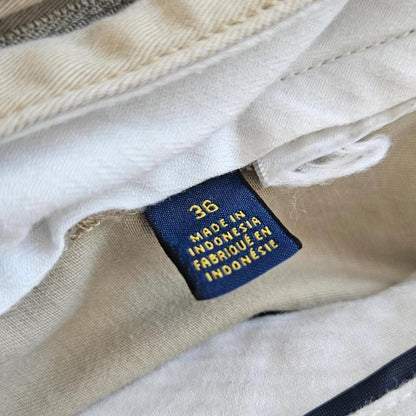 36
MADE IN
INDONESIA
FABRIQUÉ EN
INDONÉSIE